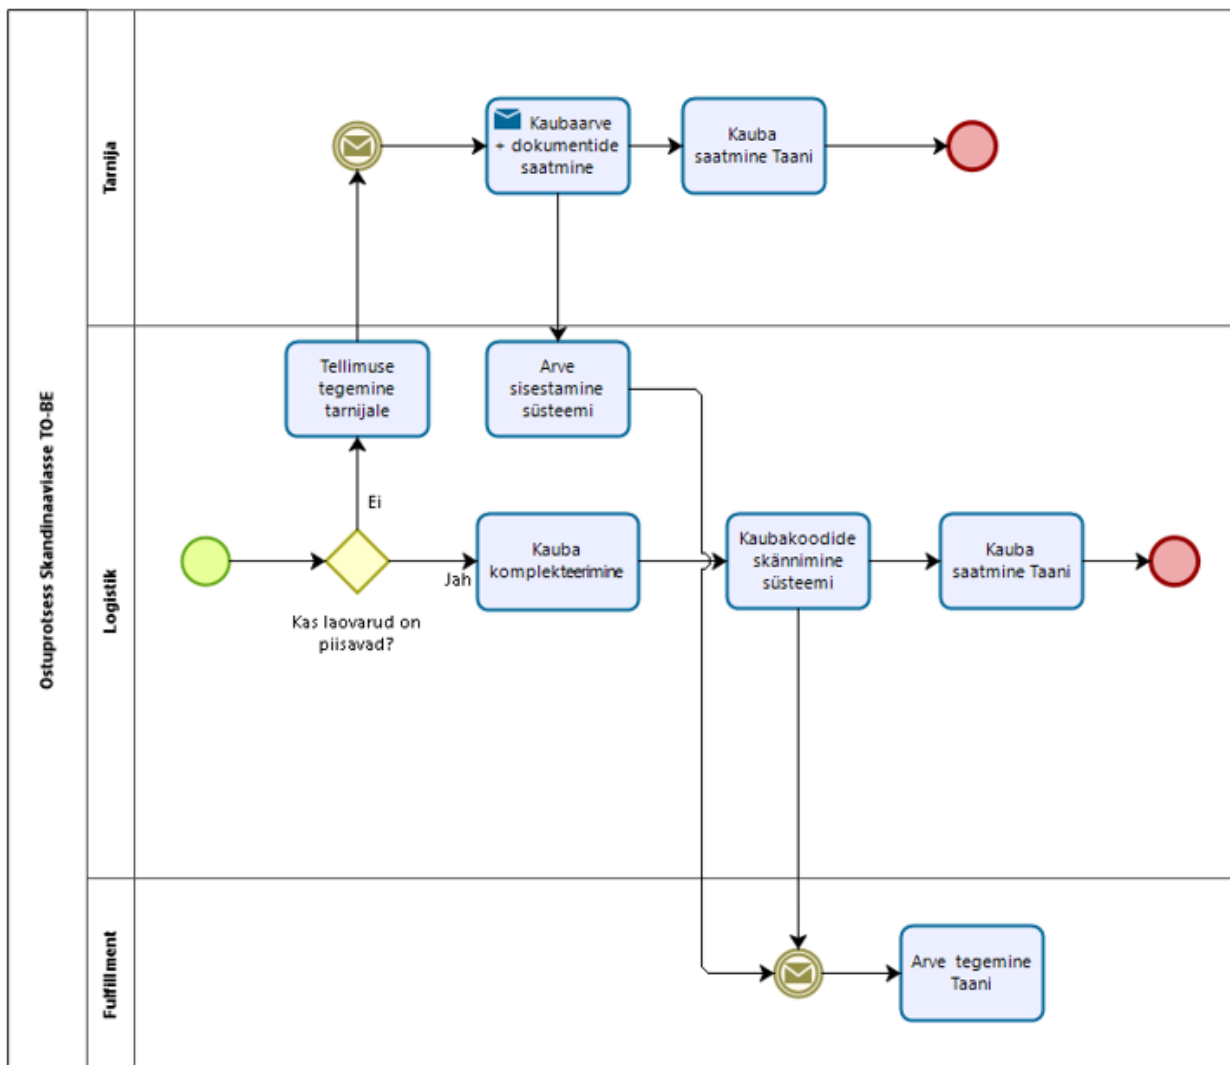 Ostuprotsess Skandinaaviasse TO-BE
Tarnija
Kaubaarve
+ dokumentide
saatmine
Kauba
saatmine Taani
Logistik
Tellimuse
tegemine
tarnijale
Arve
sisestamine
süsteemi
Ei
Jah
Kas laovarud on
piisavad?
Kauba
komplekteerimine
Kaubakoodide
skännimine
süsteemi
Kauba
saatmine Taani
Fulfillment
Arve tegemine
Taani